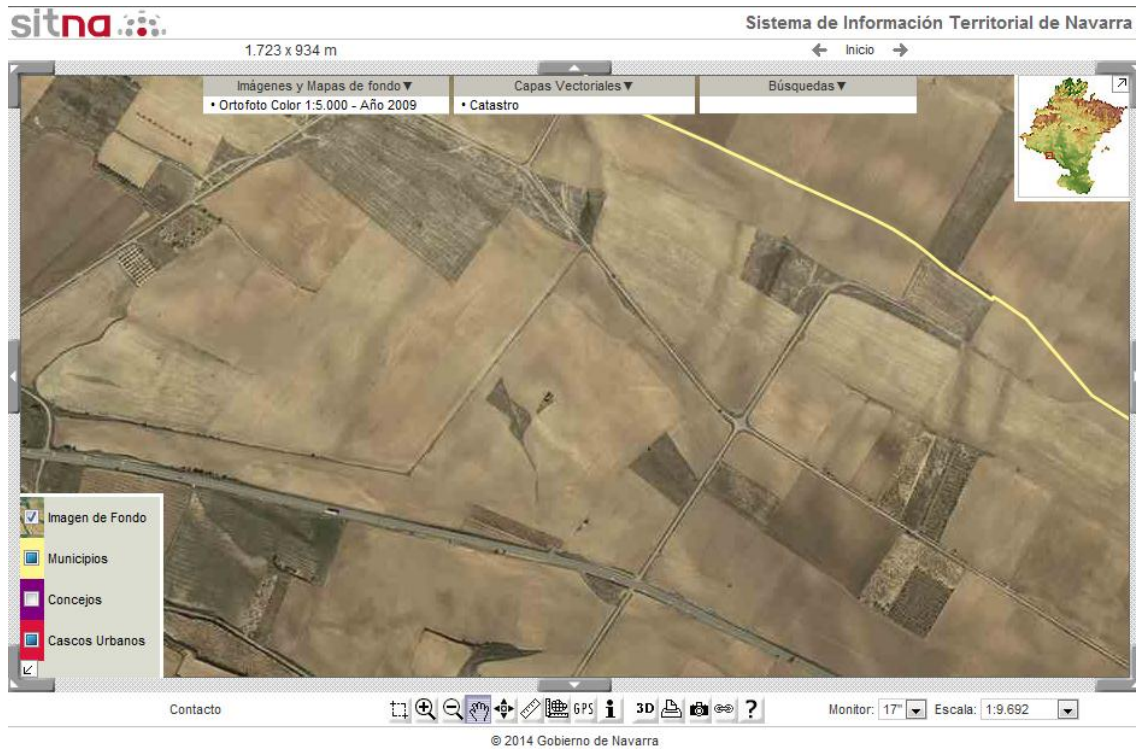 sitna
Sistema de Información Territorial de Navarra
1.723 x 934 m
Inicio
Imágenes y Mapas de fondo▼
Capas Vectoriales▼
Búsquedas▼
• Ortofoto Color 1:5.000 - Año 2009
• Catastro
Imagen de Fondo
Municipios
Concejos
Cascos Urbanos
Contacto
GPS
i
3D
?
Monitor: 17"
Escala: 1:9.692
© 2014 Gobierno de Navarra